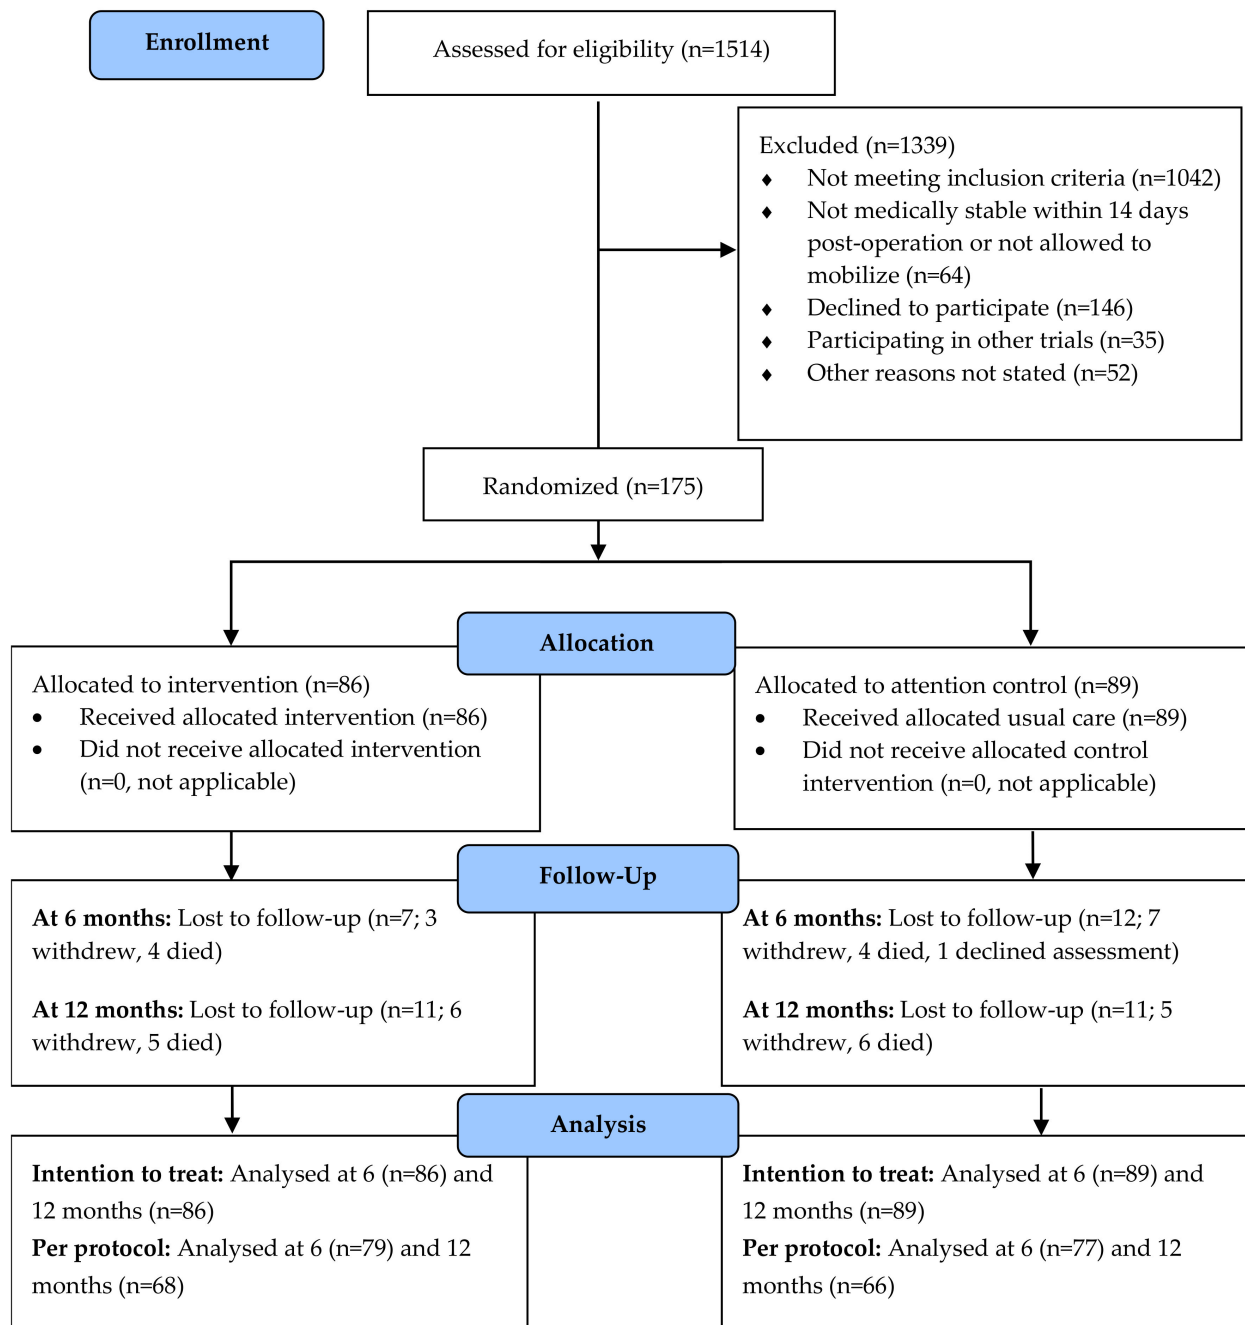 Enrollment
Assessed for eligibility (n=1514)
Excluded (n=1339)
♦ Not meeting inclusion criteria (n=1042)
♦ Not medically stable within 14 days
post-operation or not allowed to
mobilize (n=64)
♦ Declined to participate (n=146)
♦ Participating in other trials (n=35)
♦ Other reasons not stated (n=52)
Randomized (n=175)
Allocation
Allocated to intervention (n=86)
• Received allocated intervention (n=86)
• Did not receive allocated intervention
(n=0, not applicable)
Allocated to attention control (n=89)
• Received allocated usual care (n=89)
• Did not receive allocated control
intervention (n=0, not applicable)
Follow-Up
At 6 months: Lost to follow-up (n=7; 3
withdrew, 4 died)
At 12 months: Lost to follow-up (n=11; 6
withdrew, 5 died)
At 6 months: Lost to follow-up (n=12; 7
withdrew, 4 died, 1 declined assessment)
At 12 months: Lost to follow-up (n=11; 5
withdrew, 6 died)
Analysis
Intention to treat: Analysed at 6 (n=86) and
12 months (n=86)
Per protocol: Analysed at 6 (n=79) and 12
months (n=68)
Intention to treat: Analysed at 6 (n=89) and
12 months (n=89)
Per protocol: Analysed at 6 (n=77) and 12
months (n=66)